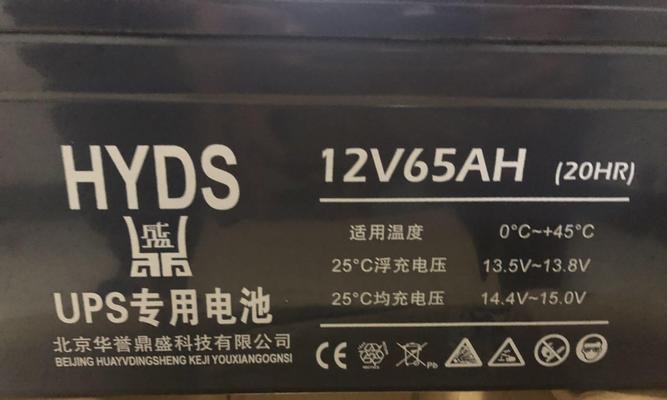 HYDS
盛
UPS专用电池
北京华誉鼎盛科技有限公司
BEIJING HUAYVDINGSHENG KEJI YOUXIANGOGNSI
12V65AH (20HR)
适用温度 0°C~+45°C
25°C浮充电压 13.5V~13.8V
25°C均充电压 14.4V~15.0V
CE
Pb